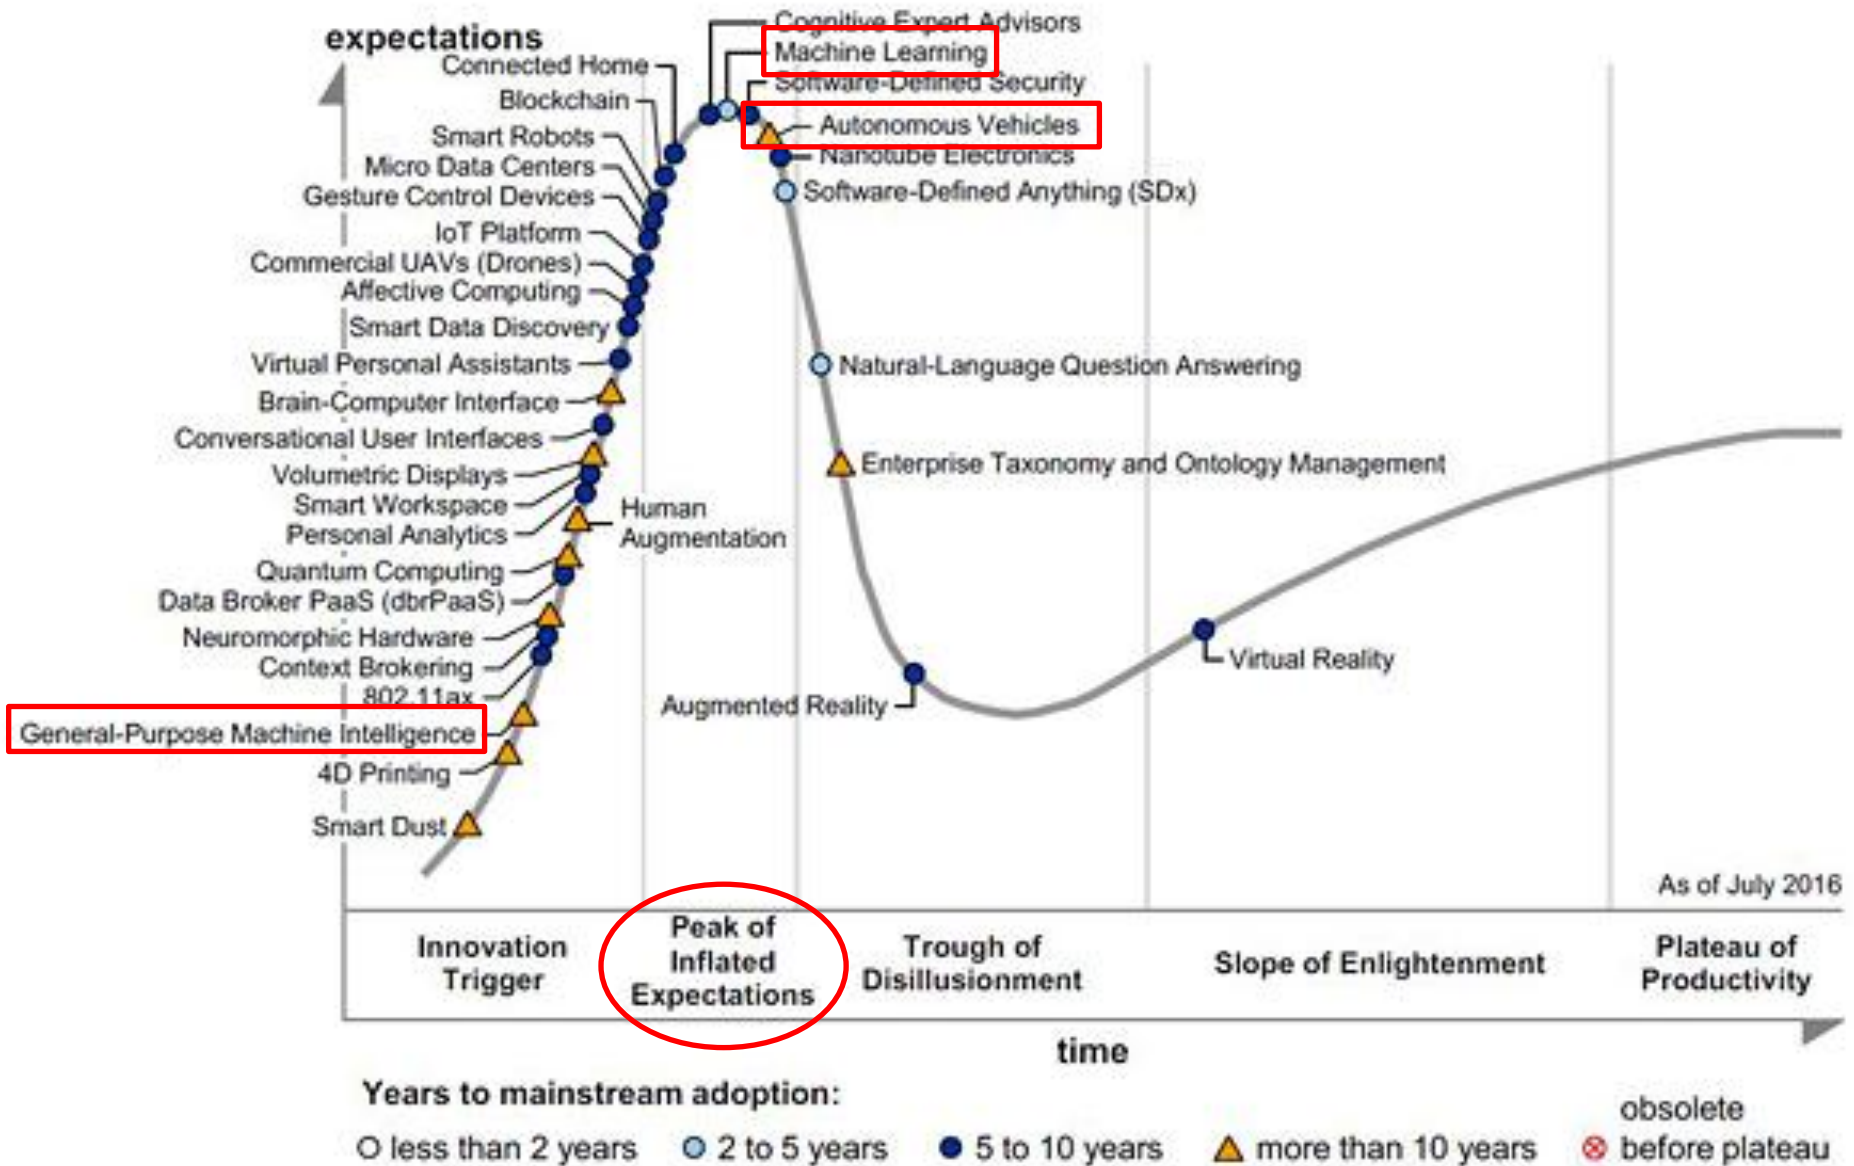 expectations
Cognitive Expert Advisors
Machine Learning
Software-Defined Security
Autonomous Vehicles
Nanotube Electronics
Software-Defined Anything (SDx)
Connected Home
Blockchain
Smart Robots
Micro Data Centers
Gesture Control Devices
IoT Platform
Commercial UAVs (Drones)
Affective Computing
Smart Data Discovery
Virtual Personal Assistants
Brain-Computer Interface
Conversational User Interfaces
Volumetric Displays
Smart Workspace
Personal Analytics
Human
Augmentation
Quantum Computing
Data Broker PaaS (dbrPaaS)
Neuromorphic Hardware
Context Brokering
802.11ax
General-Purpose Machine Intelligence
4D Printing
Smart Dust
Natural-Language Question Answering
Enterprise Taxonomy and Ontology Management
Augmented Reality
Virtual Reality
As of July 2016
Innovation
Trigger
Peak of
Inflated
Expectations
Trough of
Disillusionment
Slope of Enlightenment
Plateau of
Productivity
time
Years to mainstream adoption:
less than 2 years
2 to 5 years
5 to 10 years
more than 10 years
obsolete
before plateau